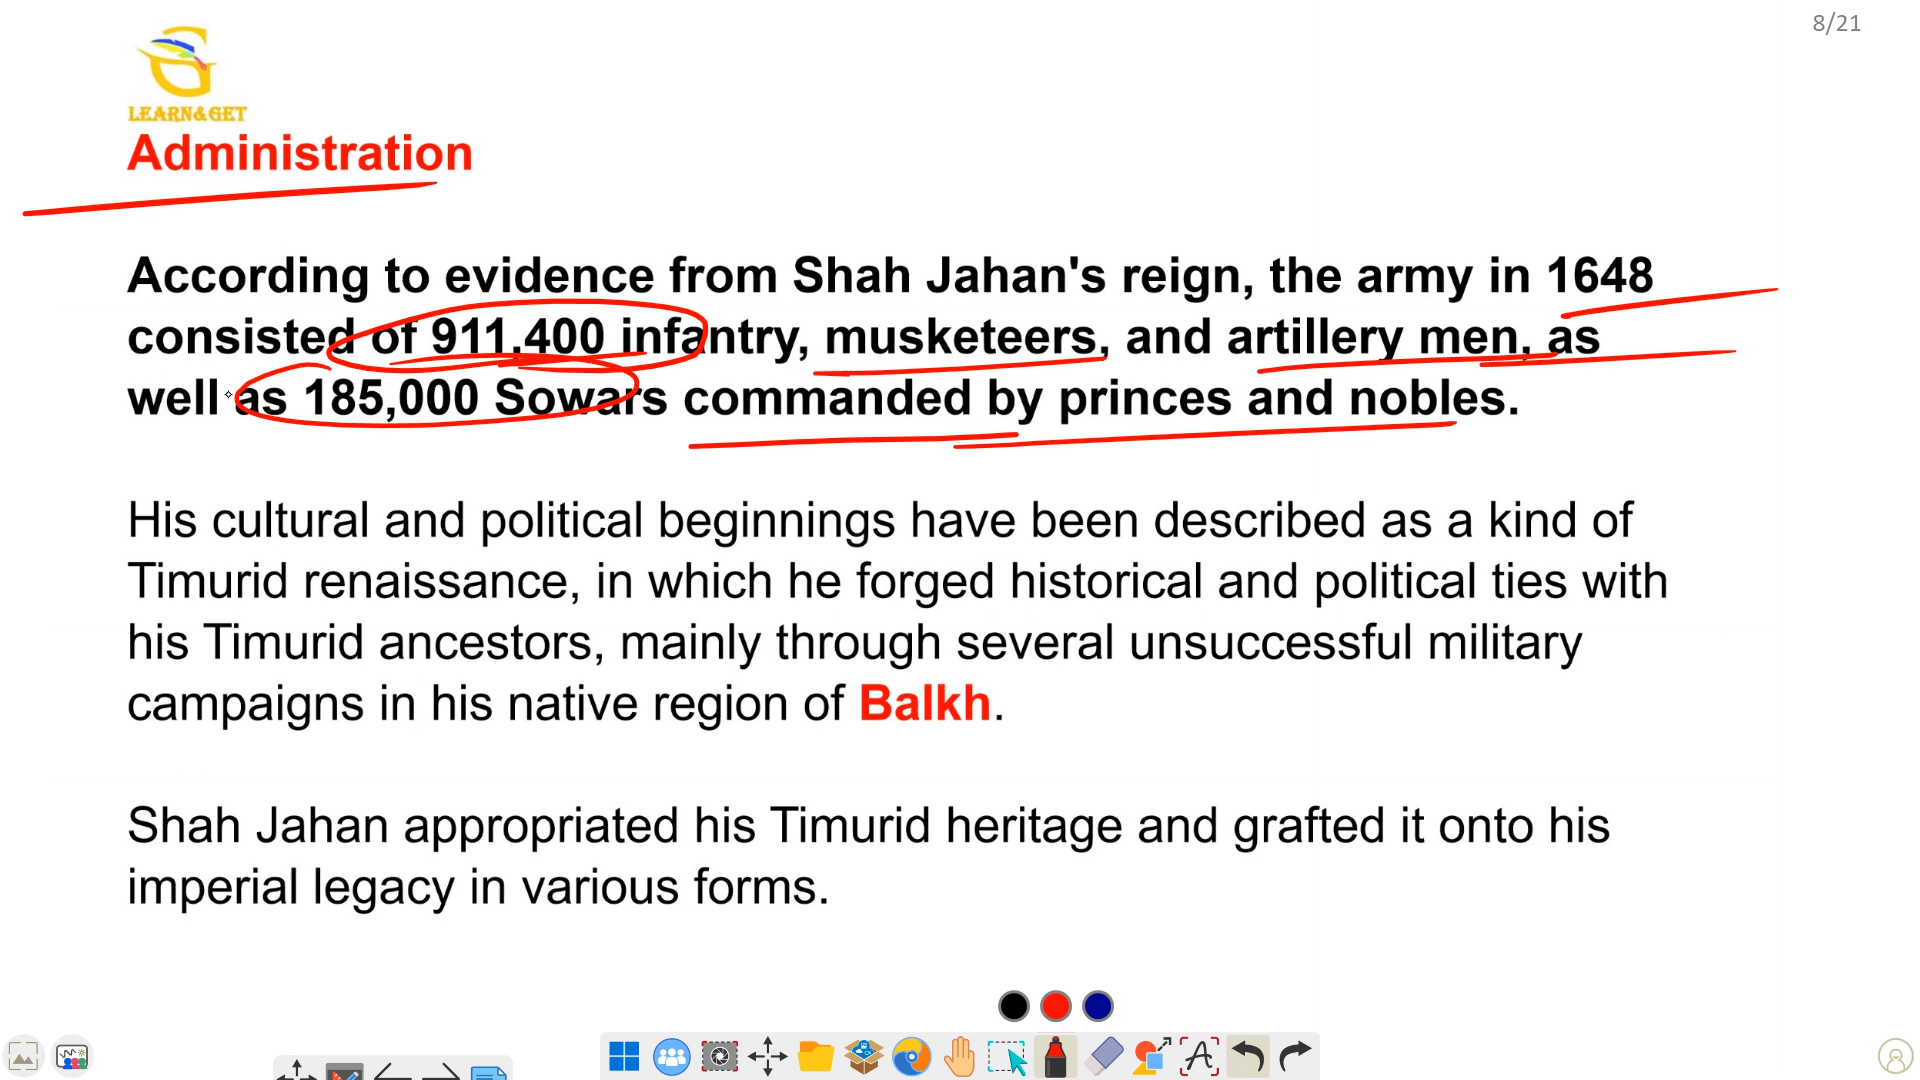 8/21
LEARN&GET
Administration
According to evidence from Shah Jahan's reign, the army in 1648
consisted of 911,400 infantry, musketeers, and artillery men, as
well as 185,000 Sowars commanded by princes and nobles.
His cultural and political beginnings have been described as a kind of
Timurid renaissance, in which he forged historical and political ties with
his Timurid ancestors, mainly through several unsuccessful military
campaigns in his native region of Balkh.
Shah Jahan appropriated his Timurid heritage and grafted it onto his
imperial legacy in various forms.